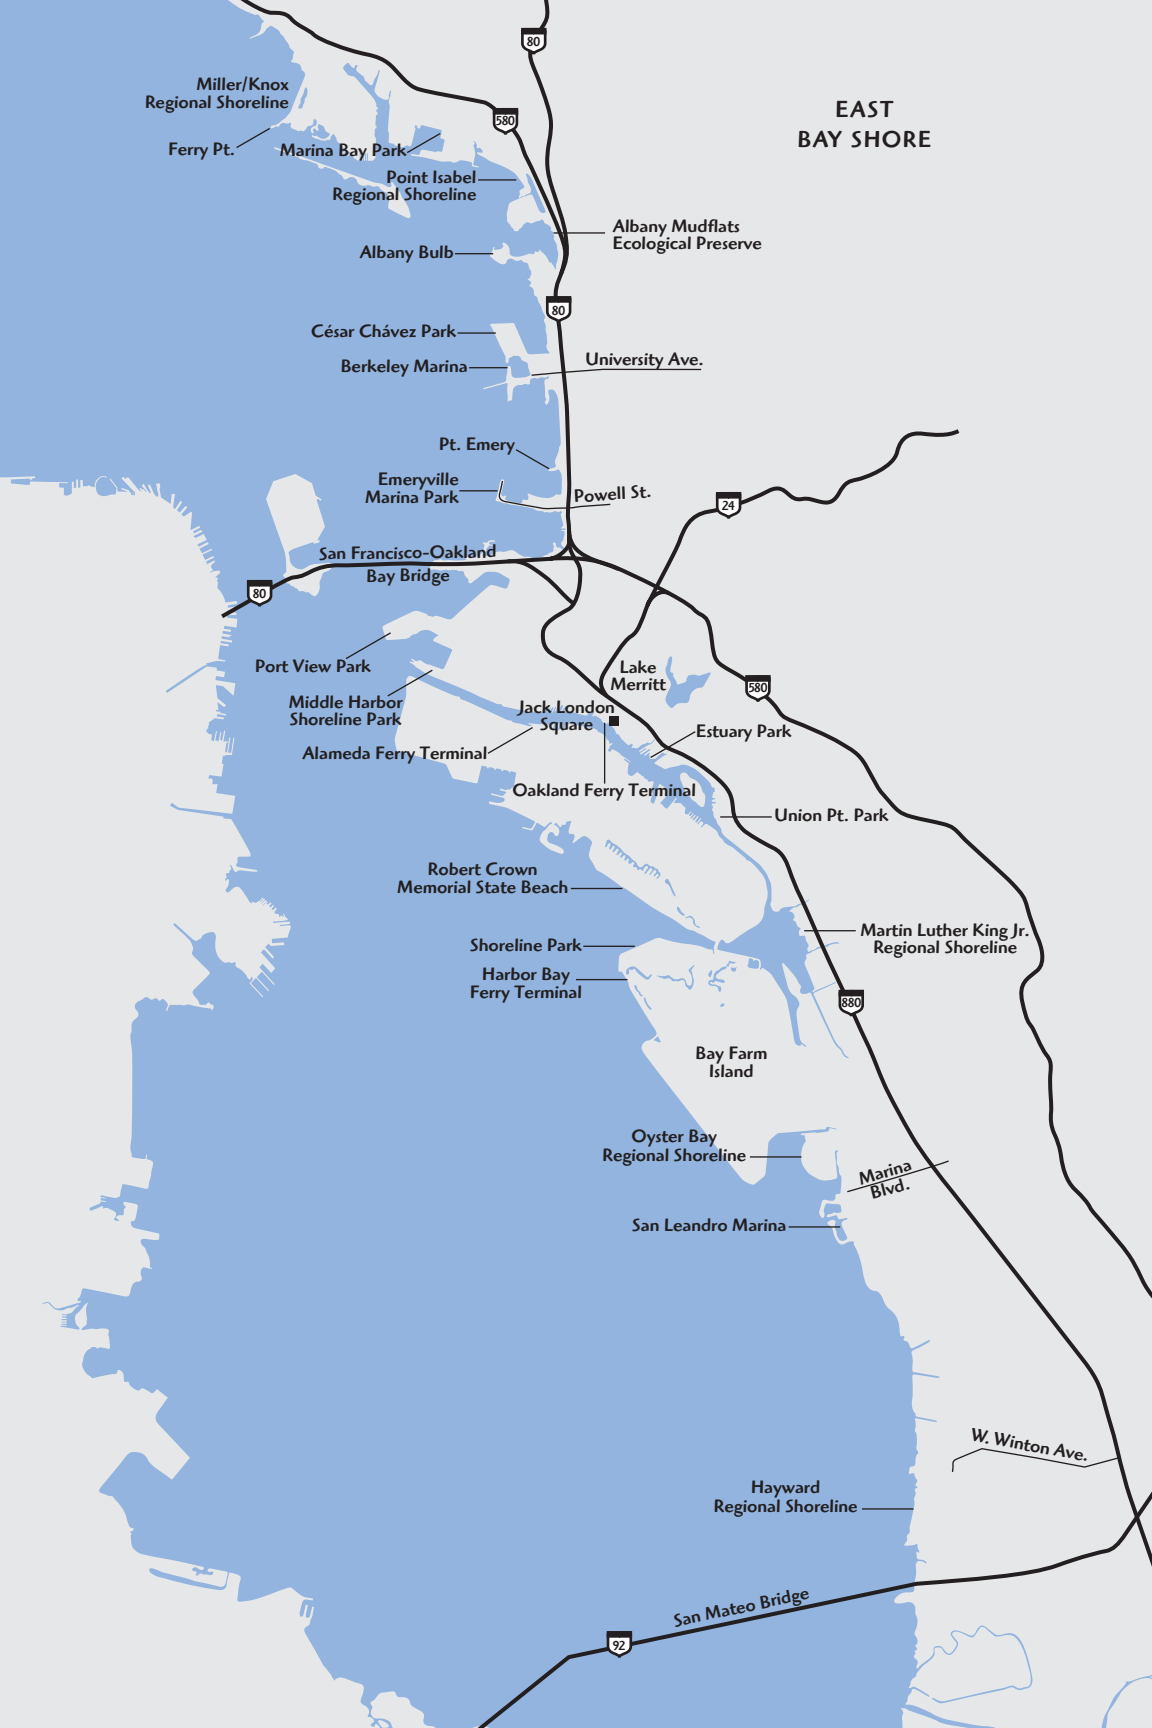 80
Miller/Knox
Regional Shoreline
EAST
BAY SHORE
580
Ferry Pt.
Marina Bay Park
Point Isabel
Regional Shoreline
Albany Mudflats
Ecological Preserve
Albany Bulb
80
César Chávez Park
University Ave.
Berkeley Marina
Pt. Emery
Emeryville
Marina Park
Powell St.
24
San Francisco-Oakland
Bay Bridge
80
Port View Park
Lake
Merritt
580
Middle Harbor
Shoreline Park
Jack London
Square
Estuary Park
Alameda Ferry Terminal
Oakland Ferry Terminal
Union Pt. Park
Robert Crown
Memorial State Beach
Martin Luther King Jr.
Regional Shoreline
Shoreline Park
Harbor Bay
Ferry Terminal
880
Bay Farm
Island
Oyster Bay
Regional Shoreline
Marina
Blvd.
San Leandro Marina
W. Winton Ave.
Hayward
Regional Shoreline
San Mateo Bridge
92